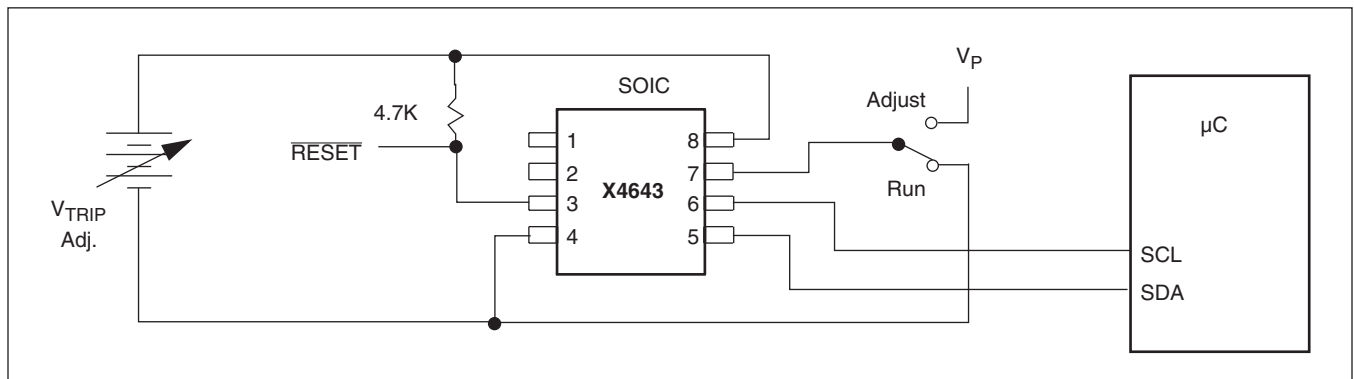 V_P
SOIC
Adjust
µC
4.7K
1
8
RESET
2
7
X4643
Run
3
6
V_TRIP
Adj.
4
5
SCL
SDA